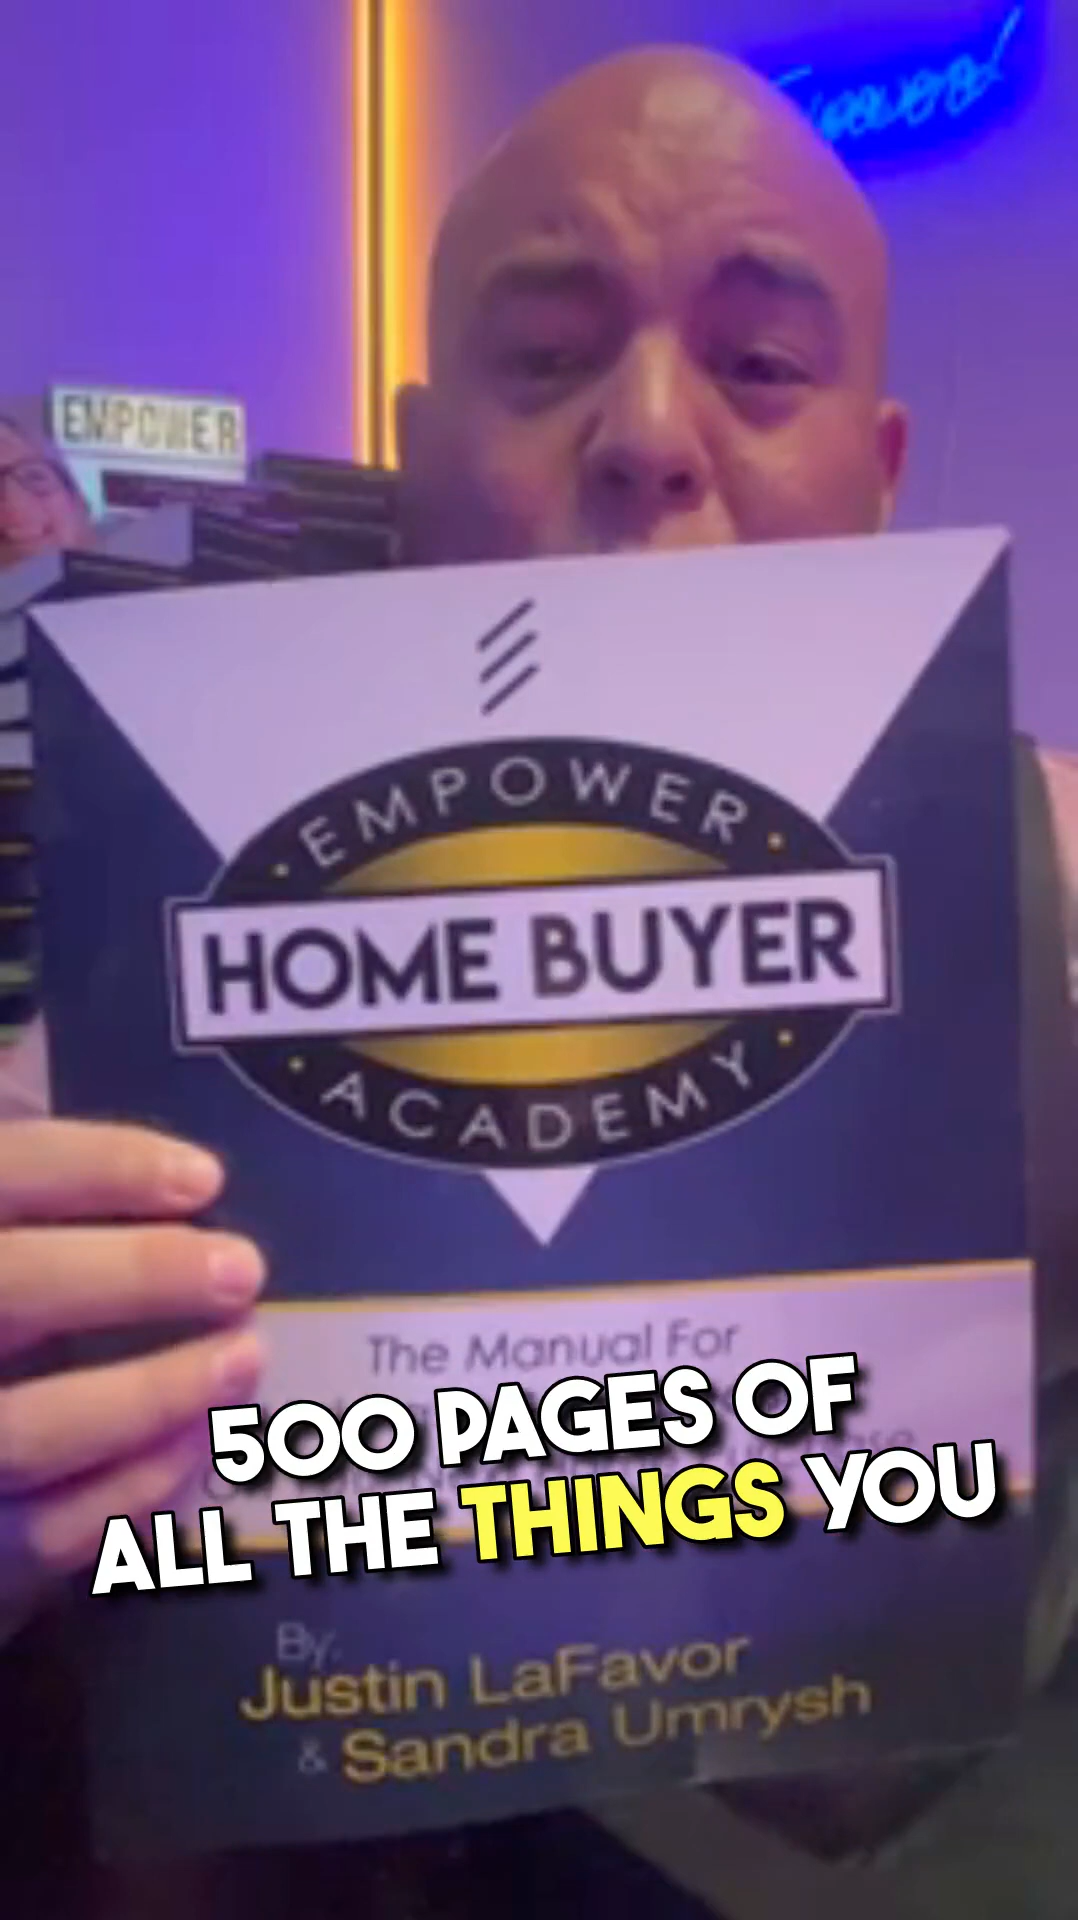 EMPOWER
EMPOWER
HOME BUYER
ACADEMY
The Manual For
500 PAGES OF
ALL THE THINGS YOU
By:
Justin LaFavor
& Sandra Umrysh